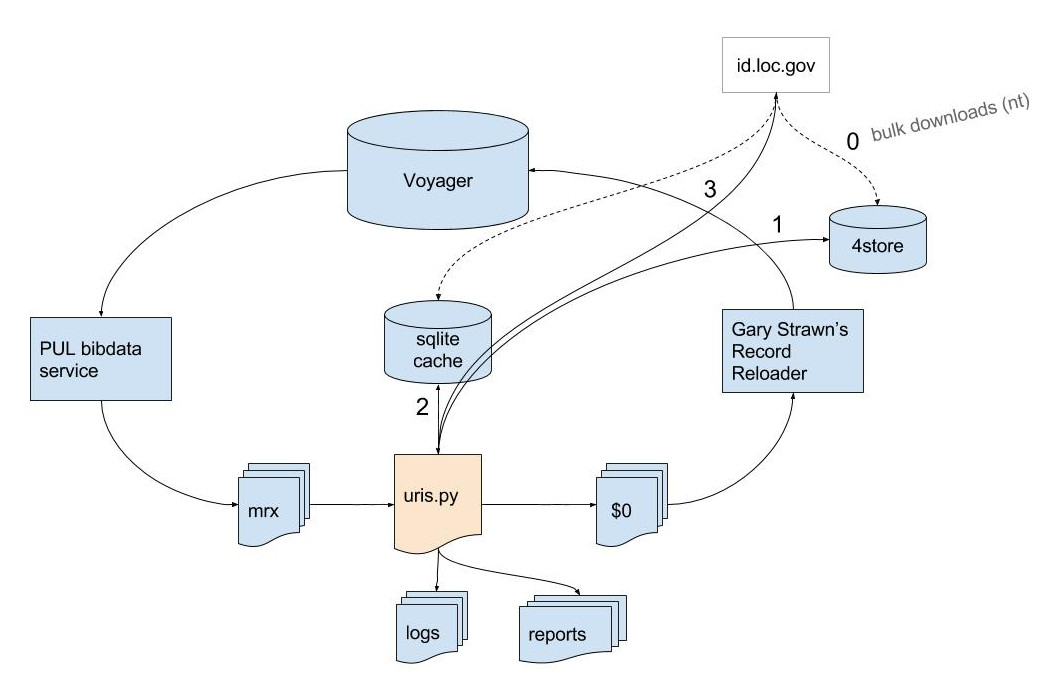 id.loc.gov
0 bulk downloads (nt)
Voyager
3
1
4store
sqlite
cache
Gary Strawn’s
Record
Reloader
PUL bibdata
service
2
mrx
uris.py
$0
logs
reports